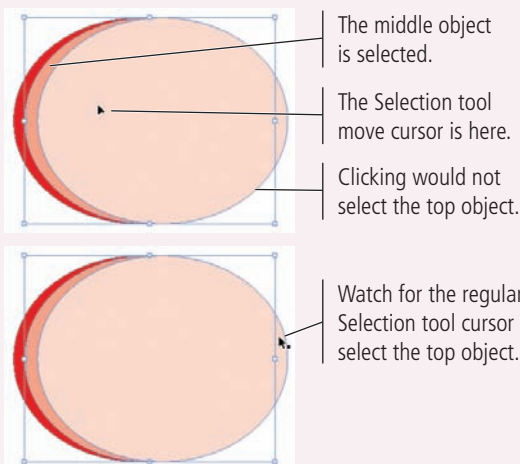 The middle object
is selected.
The Selection tool
move cursor is here.
Clicking would not
select the top object.
Watch for the regular
Selection tool cursor
select the top object.